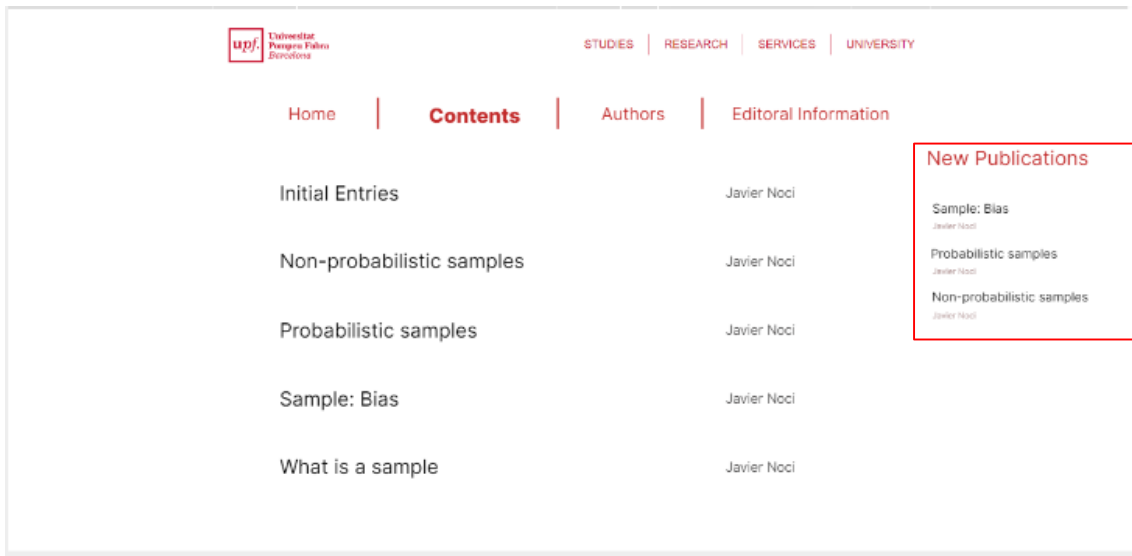 upf.
Universitat
Pompeu Fabra
Barcelona
STUDIES RESEARCH SERVICES UNIVERSITY
Home Contents Authors Editoral Information
New Publications
Initial Entries Javier Noci
Sample: Bias
Javier Noci
Non-probabilistic samples Javier Noci
Probabilistic samples
Javier Noci
Non-probabilistic samples
Javier Noci
Probabilistic samples Javier Noci
Sample: Bias Javier Noci
What is a sample Javier Noci